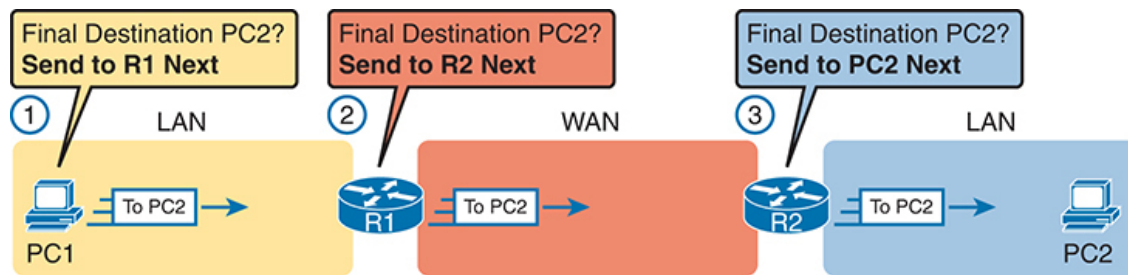 Final Destination PC2?
Send to R1 Next
Final Destination PC2?
Send to R2 Next
Final Destination PC2?
Send to PC2 Next
1
LAN
2
WAN
3
LAN
To PC2
R1
To PC2
R2
To PC2
PC1
PC2